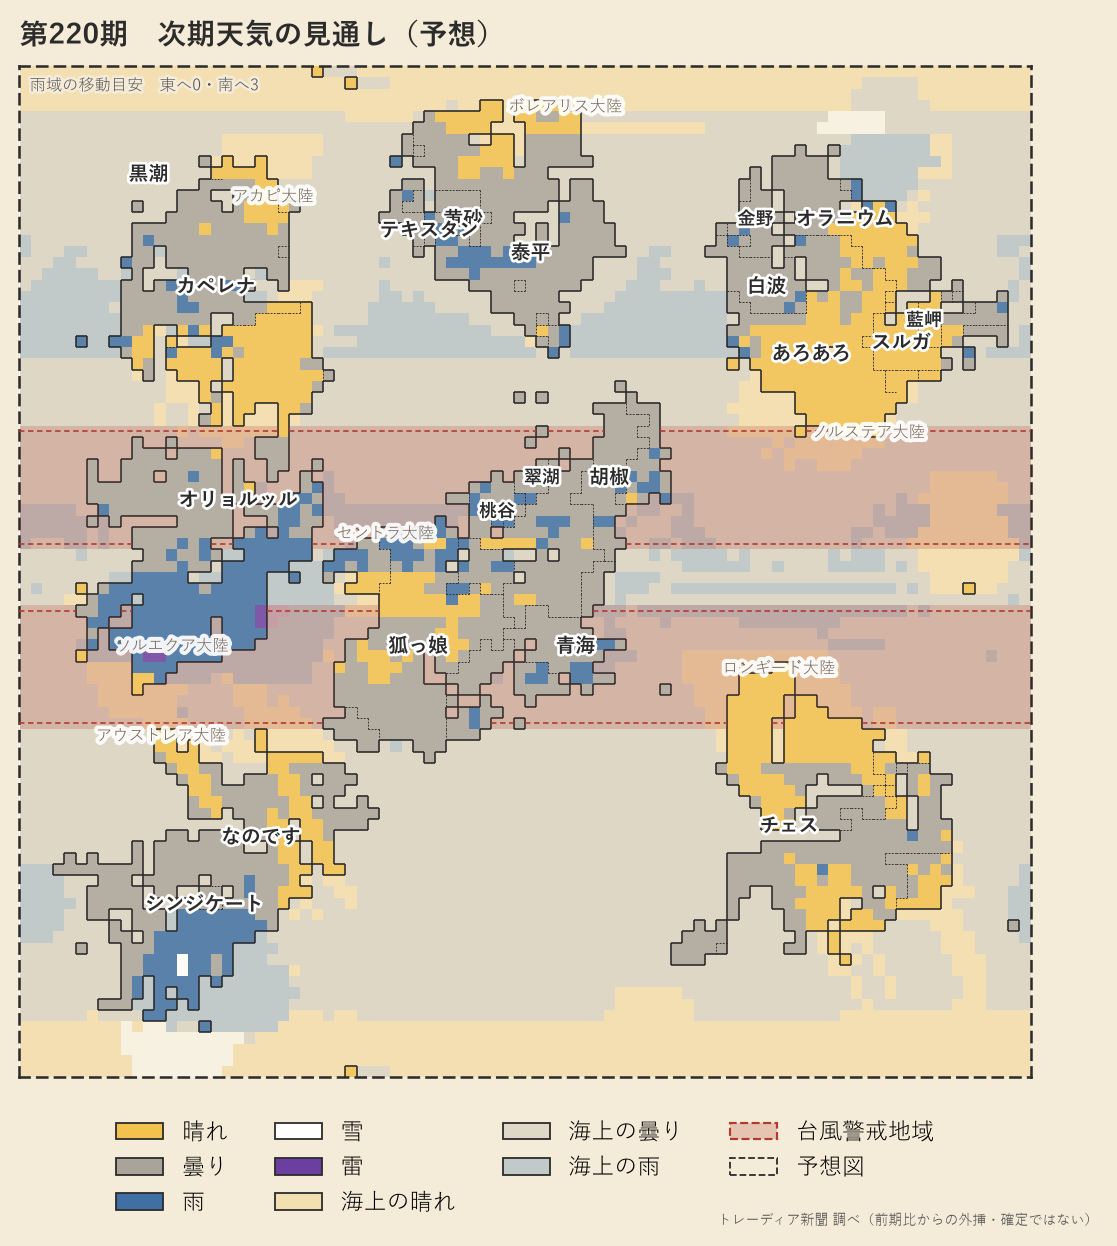 第220期　次期天気の見通し（予想）
雨域の移動目安　東へ0・南へ3
ボレアリス大陸
黒潮
アカピ大陸
黄砂
テキスタン
泰平
金野
オラニウム
カペレナ
白波
藍岬
スルガ
あろあろ
ノルステア大陸
翠湖
胡椒
オリョルッル
桃谷
セントラ大陸
ソルエクア大陸
狐っ娘
青海
ロンギード大陸
アウストレア大陸
チェス
なのです
シンジケート
晴れ
雪
海上の曇り
台風警戒地域
曇り
雷
海上の雨
予想図
雨
海上の晴れ
トレーディア新聞 調べ（前期比からの外挿・確定ではない）